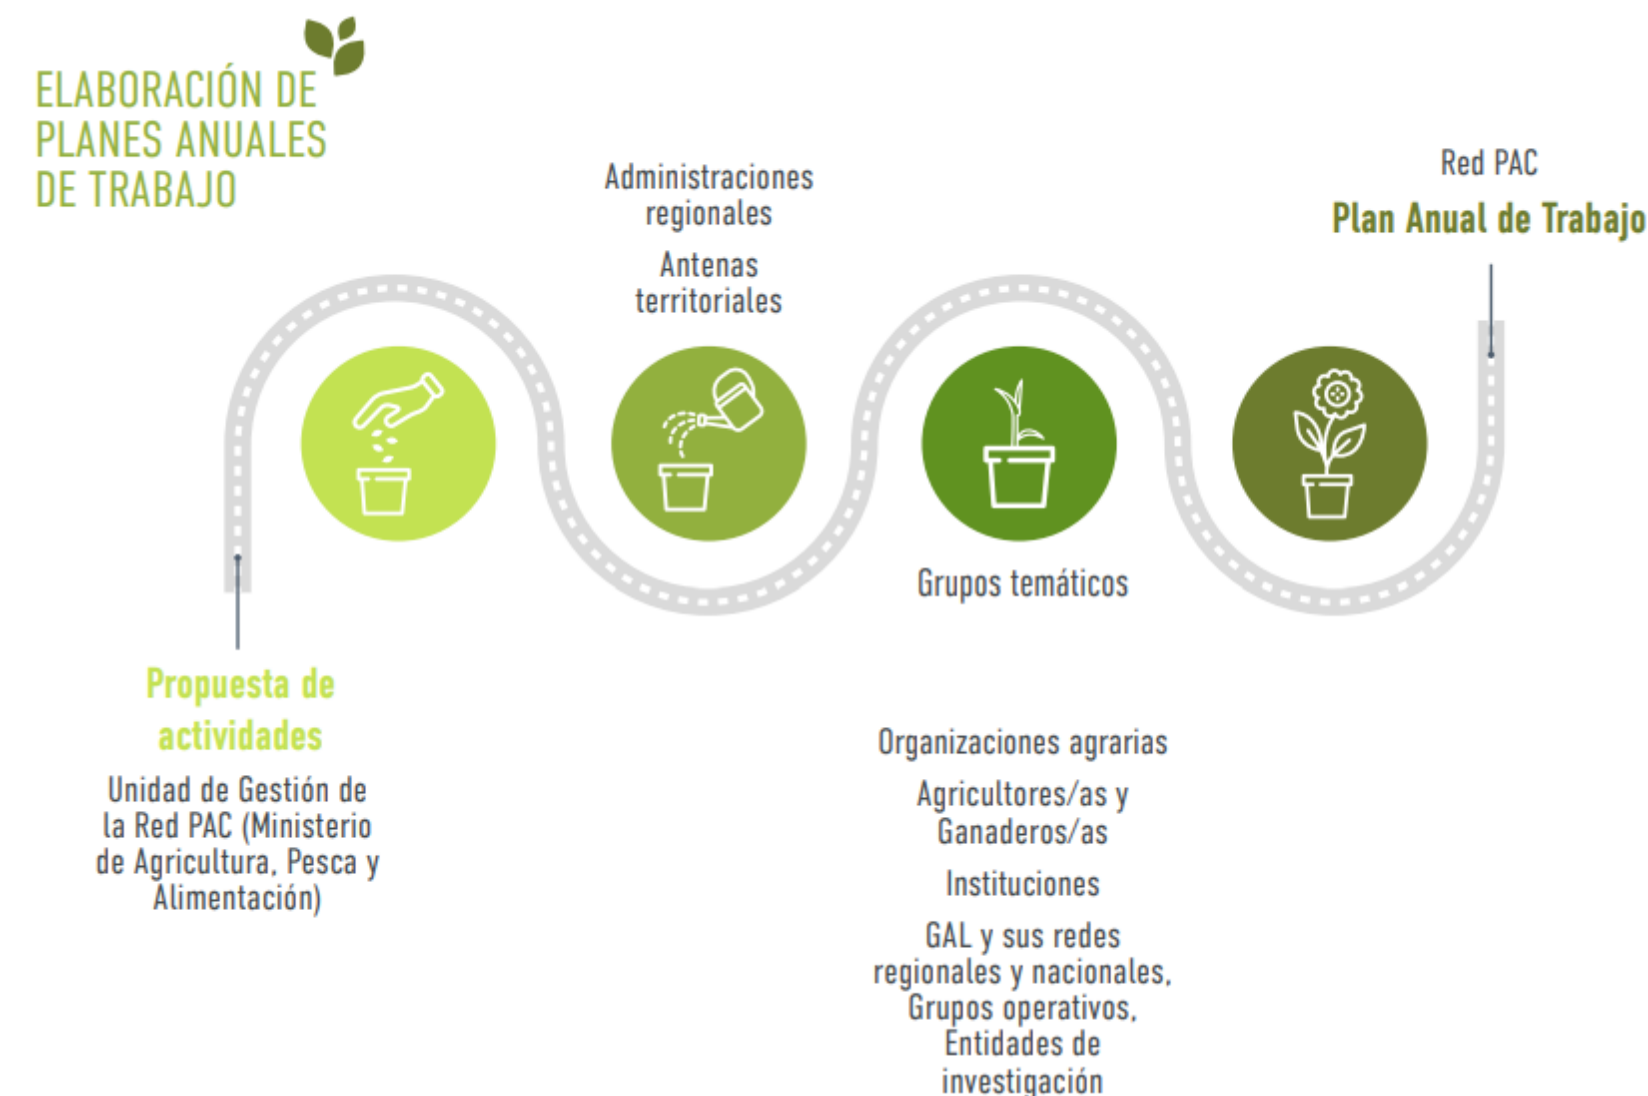 ELABORACIÓN DE
PLANES ANUALES
DE TRABAJO
Administraciones
regionales
Antenas
territoriales
Red PAC
Plan Anual de Trabajo
Grupos temáticos
Propuesta de
actividades
Unidad de Gestión de
la Red PAC (Ministerio
de Agricultura, Pesca y
Alimentación)
Organizaciones agrarias
Agricultores/as y
Ganaderos/as
Instituciones
GAL y sus redes
regionales y nacionales,
Grupos operativos,
Entidades de
investigación